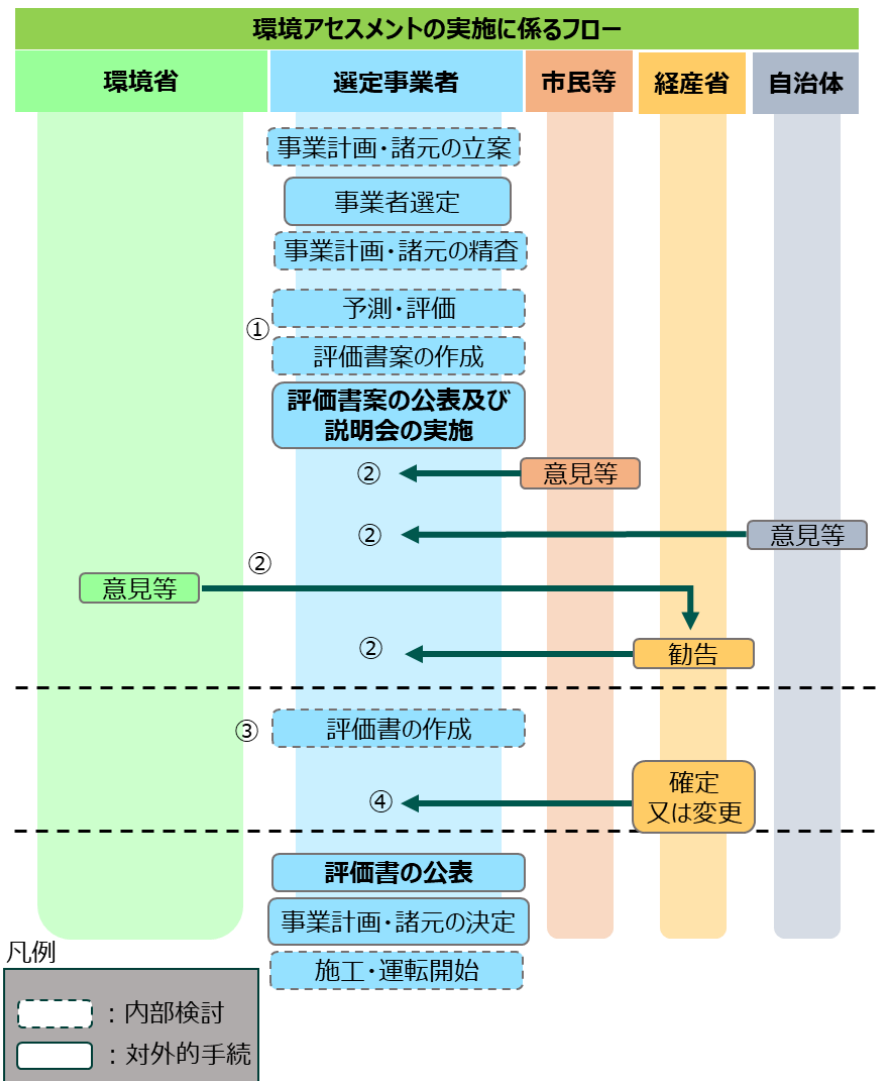 環境アセスメントの実施に係るフロー
環境省
選定事業者
市民等
経産省
自治体
事業計画・諸元の立案
事業者選定
事業計画・諸元の精査
予測・評価
①
評価書案の作成
評価書案の公表及び
説明会の実施
②
意見等
②
意見等
②
意見等
②
勧告
③
評価書の作成
④
確定
又は変更
評価書の公表
事業計画・諸元の決定
施工・運転開始
凡例
：内部検討
：対外的手続